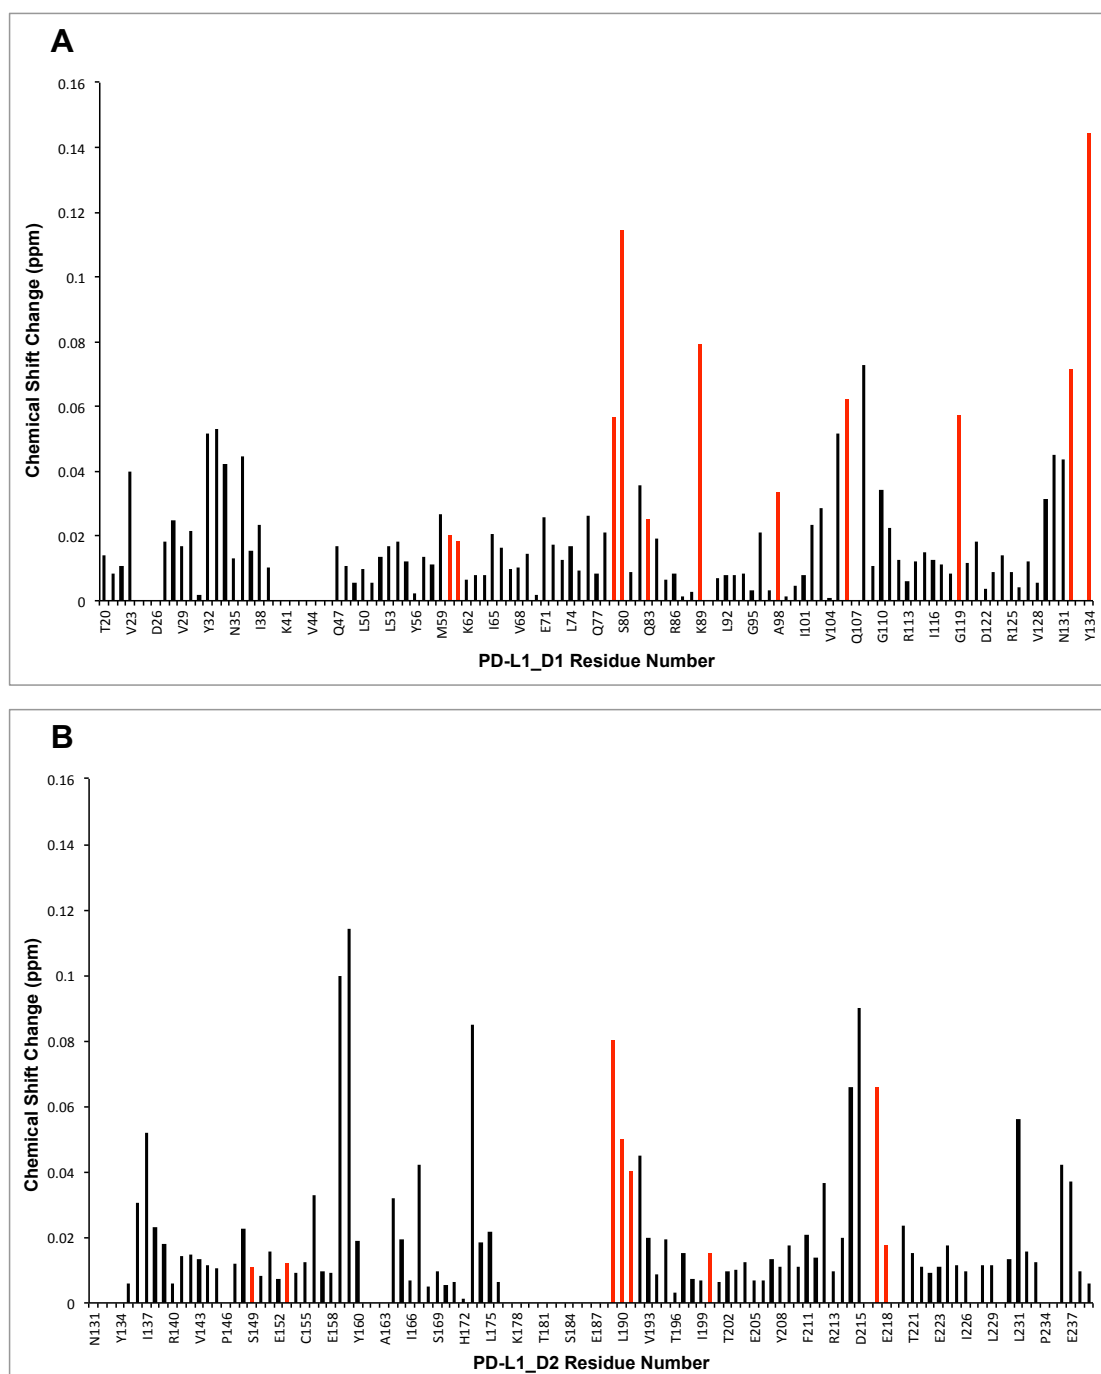 A
0.16
0.14
0.12
0.1
0.08
0.06
0.04
0.02
0
Chemical Shift Change (ppm)
T20 V23 D26 V29 Y32 N35 I38 K41 V44 Q47 L50 L53 Y56 M59 K62 I65 V68 E71 L74 Q77 S80 Q83 R86 K89 L92 G95 A98 I101 V104 Q107 G110 R113 I116 G119 D122 R125 V128 N131 Y134
PD-L1_D1 Residue Number
B
0.16
0.14
0.12
0.1
0.08
0.06
0.04
0.02
0
Chemical Shift Change (ppm)
N131 Y134 I137 R140 V143 P146 S149 E152 C155 E158 Y160 A163 I166 S169 H172 L175 K178 T181 S184 E187 L190 V193 T196 I199 T202 E205 Y208 F211 R213 D215 E218 T221 E223 I226 L229 L231 P234 E237
PD-L1_D2 Residue Number